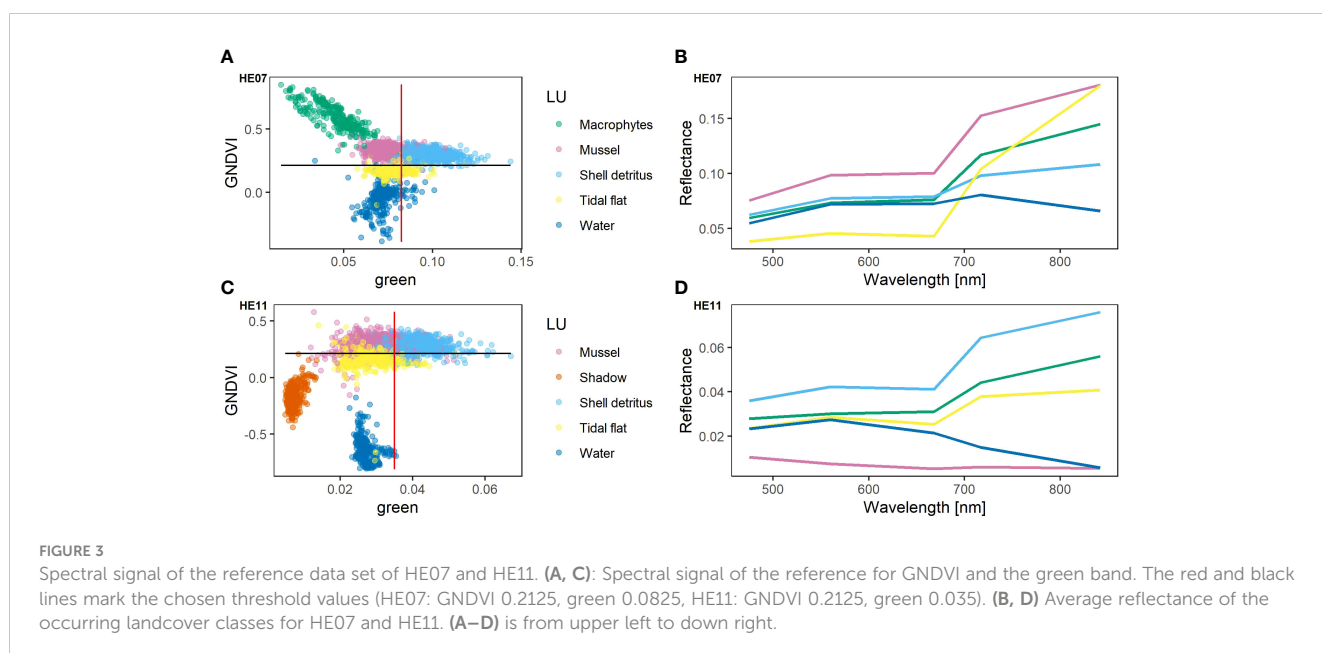 A
HE07
GNDVI
0.5
0.0
0.05
0.10
0.15
green
LU
Macrophytes
Mussel
Shell detritus
Tidal flat
Water
B
HE07
Reflectance
0.15
0.10
0.05
500
600
700
800
Wavelength [nm]
C
HE11
GNDVI
0.5
0.0
-0.5
0.02
0.04
0.06
green
LU
Mussel
Shadow
Shell detritus
Tidal flat
Water
D
HE11
Reflectance
0.06
0.04
0.02
500
600
700
800
Wavelength [nm]
FIGURE 3
Spectral signal of the reference data set of HE07 and HE11. (A, C): Spectral signal of the reference for GNDVI and the green band. The red and black
lines mark the chosen threshold values (HE07: GNDVI 0.2125, green 0.0825, HE11: GNDVI 0.2125, green 0.035). (B, D) Average reflectance of the
occurring landcover classes for HE07 and HE11. (A–D) is from upper left to down right.